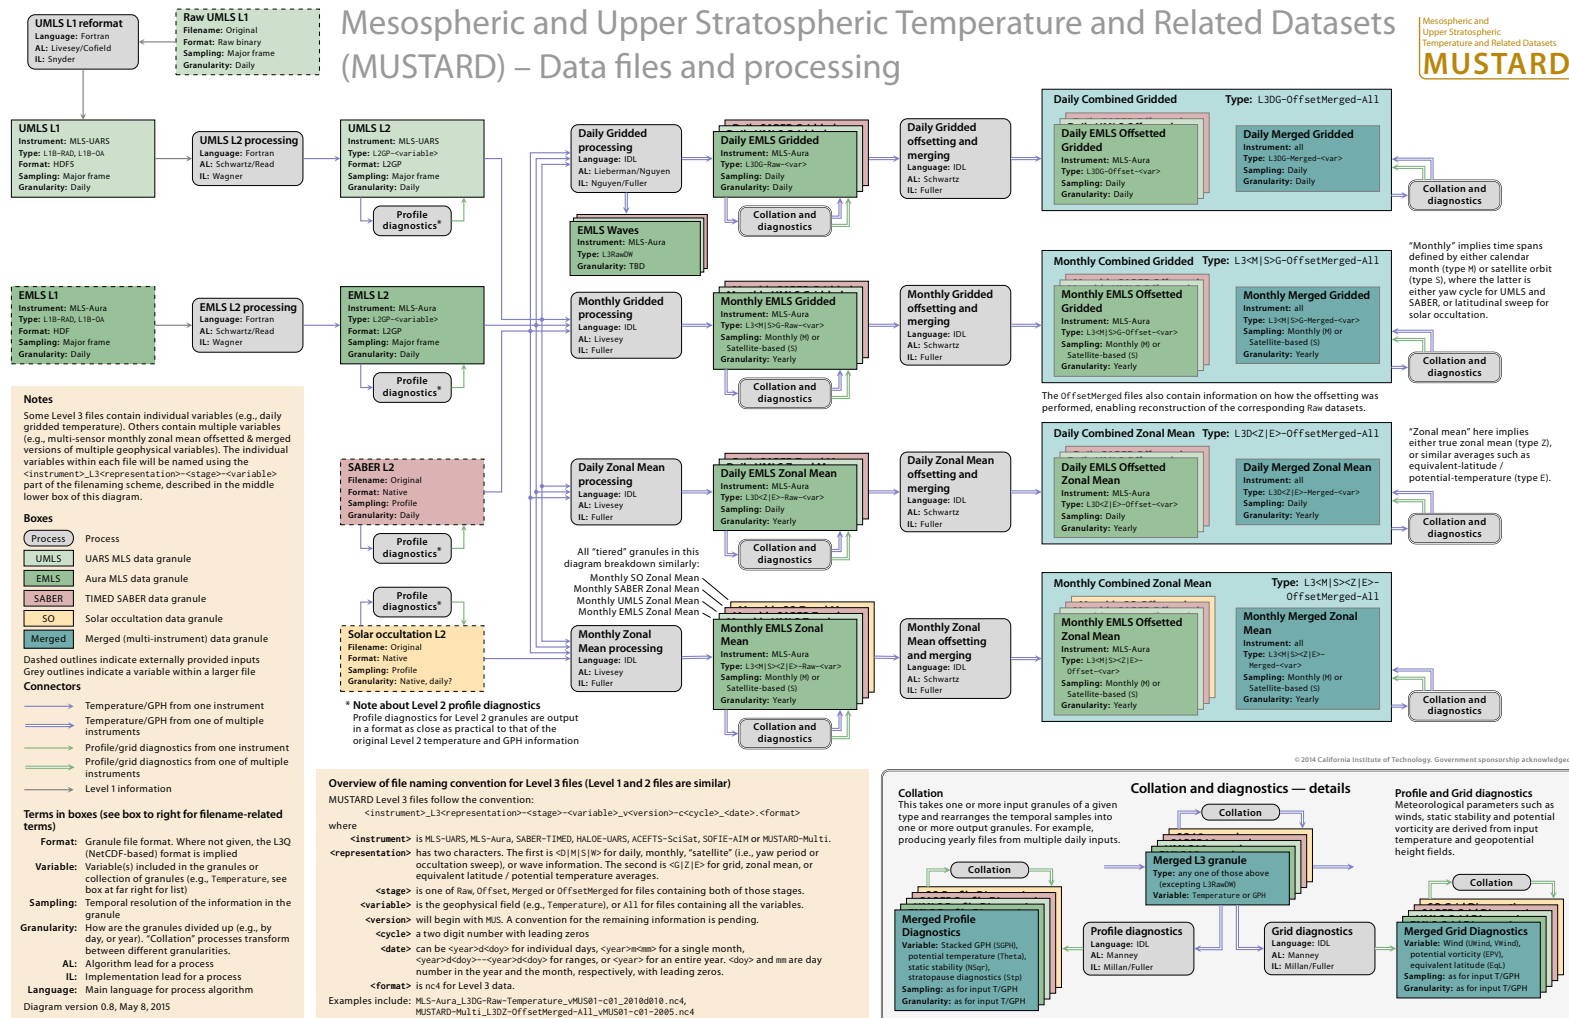 Mesospheric and Upper Stratospheric Temperature and Related Datasets
(MUSTARD) – Data files and processing
Mesospheric and
Upper Stratospheric
Temperature and Related Datasets
MUSTARD
UMLS L1 reformat
Language: Fortran
AL: Livesey/Cofield
IL: Snyder
Raw UMLS L1
Filename: Original
Format: Raw binary
Sampling: Major frame
Granularity: Daily
UMLS L1
Instrument: MLS-UARS
Type: L1B-RAD, L1B-OA
Format: HDF5
Sampling: Major frame
Granularity: Daily
UMLS L2 processing
Language: Fortran
AL: Schwartz/Read
IL: Wagner
UMLS L2
Instrument: MLS-UARS
Type: L2GP-<variable>
Format: L2GP
Sampling: Major frame
Granularity: Daily
Profile
diagnostics*
Daily Gridded
processing
Language: IDL
AL: Lieberman/Nguyen
IL: Nguyen/Fuller
Daily EMLS Gridded
Instrument: MLS-Aura
Type: L3DG-Raw-<var>
Sampling: Daily
Granularity: Daily
Collation and
diagnostics
EMLS Waves
Instrument: MLS-Aura
Type: L3RawDW
Granularity: TBD
Daily Gridded
offsetting and
merging
Language: IDL
AL: Schwartz
IL: Fuller
Daily Combined Gridded Type: L3DG-OffsetMerged-All
Daily EMLS Offsetted
Gridded
Instrument: MLS-Aura
Type: L3DG-Offset-<var>
Sampling: Daily
Granularity: Daily
Daily Merged Gridded
Instrument: all
Type: L3DG-Merged-<var>
Sampling: Daily
Granularity: Daily
Collation and
diagnostics
EMLS L1
Instrument: MLS-Aura
Type: L1B-RAD, L1B-OA
Format: HDF
Sampling: Major frame
Granularity: Daily
EMLS L2 processing
Language: Fortran
AL: Schwartz/Read
IL: Wagner
EMLS L2
Instrument: MLS-Aura
Type: L2GP-<variable>
Format: L2GP
Sampling: Major frame
Granularity: Daily
Profile
diagnostics*
Monthly Gridded
processing
Language: IDL
AL: Livesey
IL: Fuller
Monthly EMLS Gridded
Instrument: MLS-Aura
Type: L3<M|S>G-Raw-<var>
Sampling: Monthly (M) or
Satellite-based (S)
Granularity: Yearly
Collation and
diagnostics
Monthly Gridded
offsetting and
merging
Language: IDL
AL: Schwartz
IL: Fuller
Monthly Combined Gridded Type: L3<M|S>G-OffsetMerged-All
Monthly EMLS Offsetted
Gridded
Instrument: MLS-Aura
Type: L3<M|S>G-Offset-<var>
Sampling: Monthly (M) or
Satellite-based (S)
Granularity: Yearly
Monthly Merged Gridded
Instrument: all
Type: L3<M|S>G-Merged-<var>
Sampling: Monthly (M) or
Satellite-based (S)
Granularity: Yearly
Collation and
diagnostics
"Monthly" implies time spans
defined by either calendar
month (type M) or satellite orbit
(type S), where the latter is
either yaw cycle for UMLS and
SABER, or latitudinal sweep for
solar occultation.
The OffsetMerged files also contain information on how the offsetting was
performed, enabling reconstruction of the corresponding Raw datasets.
SABER L2
Filename: Original
Format: Native
Sampling: Profile
Granularity: Daily
Profile
diagnostics*
Daily Zonal Mean
processing
Language: IDL
AL: Livesey
IL: Fuller
Daily EMLS Zonal Mean
Instrument: MLS-Aura
Type: L3D<Z|E>-Raw-<var>
Sampling: Daily
Granularity: Yearly
Collation and
diagnostics
Daily Zonal Mean
offsetting and
merging
Language: IDL
AL: Schwartz
IL: Fuller
Daily Combined Zonal Mean Type: L3D<Z|E>-OffsetMerged-All
Daily EMLS Offsetted
Zonal Mean
Instrument: MLS-Aura
Type: L3D<Z|E>-Offset-<var>
Sampling: Daily
Granularity: Yearly
Daily Merged Zonal Mean
Instrument: all
Type: L3D<Z|E>-Merged-<var>
Sampling: Daily
Granularity: Yearly
Collation and
diagnostics
"Zonal mean" here implies
either true zonal mean (type Z),
or similar averages such as
equivalent-latitude /
potential-temperature (type E).
All "tiered" granules in this
diagram breakdown similarly:
Monthly SO Zonal Mean
Monthly SABER Zonal Mean
Monthly UMLS Zonal Mean
Monthly EMLS Zonal Mean
Profile
diagnostics*
Solar occultation L2
Filename: Original
Format: Native
Sampling: Profile
Granularity: Native, daily?
Monthly Zonal
Mean processing
Language: IDL
AL: Livesey
IL: Fuller
Monthly EMLS Zonal
Mean
Instrument: MLS-Aura
Type: L3<M|S><Z|E>-Raw-<var>
Sampling: Monthly (M) or
Satellite-based (S)
Granularity: Yearly
Collation and
diagnostics
Monthly Zonal
Mean offsetting
and merging
Language: IDL
AL: Schwartz
IL: Fuller
Monthly Combined Zonal Mean Type: L3<M|S><Z|E>-
OffsetMerged-All
Monthly EMLS Offsetted
Zonal Mean
Instrument: MLS-Aura
Type: L3<M|S><Z|E>-
Offset-<var>
Sampling: Monthly (M) or
Satellite-based (S)
Granularity: Yearly
Monthly Merged Zonal
Mean
Instrument: all
Type: L3<M|S><Z|E>-
Merged-<var>
Sampling: Monthly (M) or
Satellite-based (S)
Granularity: Yearly
Collation and
diagnostics
* Note about Level 2 profile diagnostics
Profile diagnostics for Level 2 granules are output
in a format as close as practical to that of the
original Level 2 temperature and GPH information
Notes
Some Level 3 files contain individual variables (e.g., daily
gridded temperature). Others contain multiple variables
(e.g., multi-sensor monthly zonal mean offsetted & merged
versions of multiple geophysical variables). The individual
variables within each file will be named using the
<instrument>_L3<representation>-<stage>-<variable>
part of the filenaming scheme, described in the middle
lower box of this diagram.
Boxes
Process Process
UMLS UARS MLS data granule
EMLS Aura MLS data granule
SABER TIMED SABER data granule
SO Solar occultation data granule
Merged Merged (multi-instrument) data granule
Dashed outlines indicate externally provided inputs
Grey outlines indicate a variable within a larger file
Connectors
Temperature/GPH from one instrument
Temperature/GPH from one of multiple
instruments
Profile/grid diagnostics from one instrument
Profile/grid diagnostics from one of multiple
instruments
Level 1 information
Terms in boxes (see box to right for filename-related
terms)
Format: Granule file format. Where not given, the L3Q
(NetCDF-based) format is implied
Variable: Variable(s) included in the granules or
collection of granules (e.g., Temperature, see
box at far right for list)
Sampling: Temporal resolution of the information in the
granule
Granularity: How are the granules divided up (e.g., by
day, or year). "Collation" processes transform
between different granularities.
AL: Algorithm lead for a process
IL: Implementation lead for a process
Language: Main language for process algorithm
Diagram version 0.8, May 8, 2015
Overview of file naming convention for Level 3 files (Level 1 and 2 files are similar)
MUSTARD Level 3 files follow the convention:
<instrument>_L3<representation>-<stage>-<variable>_v<version>-c<cycle>_<date>.<format>
where
<instrument> is MLS-UARS, MLS-Aura, SABER-TIMED, HALOE-UARS, ACEFTS-SciSat, SOFIE-AIM or MUSTARD-Multi.
<representation> has two characters. The first is <D|M|S|W> for daily, monthly, "satellite" (i.e., yaw period or
occultation sweep), or wave information. The second is <G|Z|E> for grid, zonal mean, or
equivalent latitude / potential temperature averages.
<stage> is one of Raw, Offset, Merged or OffsetMerged for files containing both of those stages.
<variable> is the geophysical field (e.g., Temperature), or All for files containing all the variables.
<version> will begin with MUS. A convention for the remaining information is pending.
<cycle> a two digit number with leading zeros
<date> can be <year>d<doy> for individual days, <year>m<mm> for a single month,
<year>d<doy>--<year>d<doy> for ranges, or <year> for an entire year. <doy> and mm are day
number in the year and the month, respectively, with leading zeros.
<format> is nc4 for Level 3 data.
Examples include: MLS-Aura_L3DG-Raw-Temperature_vMUS01-c01_2010d010.nc4,
MUSTARD-Multi_L3DZ-OffsetMerged-All_vMUS01-c01-2005.nc4
© 2014 California Institute of Technology. Government sponsorship acknowledged
Collation and diagnostics — details
Collation
This takes one or more input granules of a given
type and rearranges the temporal samples into
one or more output granules. For example,
producing yearly files from multiple daily inputs.
Collation
Merged L3 granule
Type: any one of those above
(excepting L3RawDW)
Variable: Temperature or GPH
Profile and Grid diagnostics
Meteorological parameters such as
winds, static stability and potential
vorticity are derived from input
temperature and geopotential
height fields.
Collation
Merged Profile
Diagnostics
Variable: Stacked GPH (SGPH),
potential temperature (Theta),
static stability (NSqr),
stratopause diagnostics (Stp)
Sampling: as for input T/GPH
Granularity: as for input T/GPH
Profile diagnostics
Language: IDL
AL: Manney
IL: Millan/Fuller
Grid diagnostics
Language: IDL
AL: Manney
IL: Millan/Fuller
Collation
Merged Grid Diagnostics
Variable: Wind (UWind, VWind),
potential vorticity (EPV),
equivalent latitude (EqL)
Sampling: as for input T/GPH
Granularity: as for input T/GPH